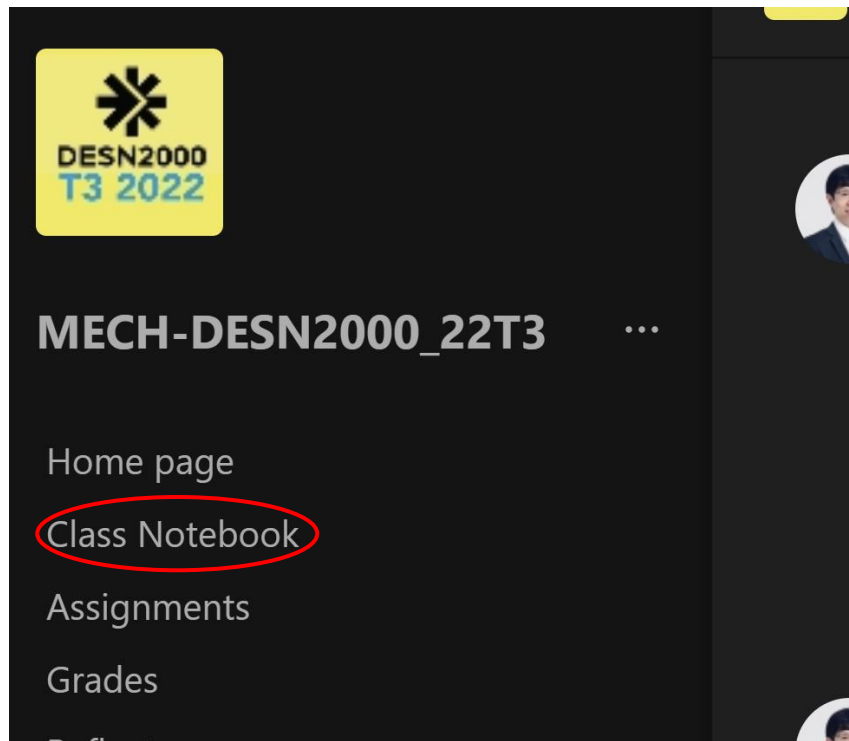 DESN2000
T3 2022
MECH-DESN2000_22T3
Home page
Class Notebook
Assignments
Grades